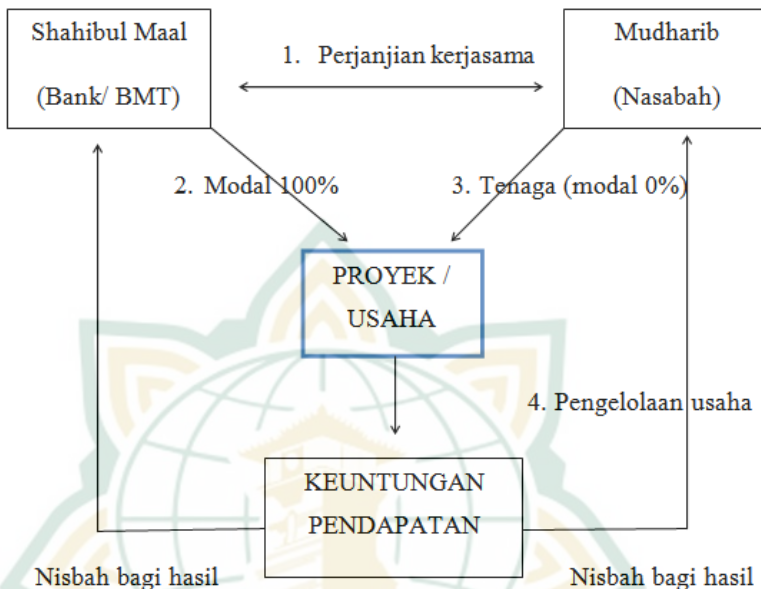 Shahibul Maal
(Bank/ BMT)
1. Perjanjian kerjasama
Mudharib
(Nasabah)
2. Modal 100%
3. Tenaga (modal 0%)
PROYEK /
USAHA
4. Pengelolaan usaha
KEUNTUNGAN
PENDAPATAN
Nisbah bagi hasil
Nisbah bagi hasil